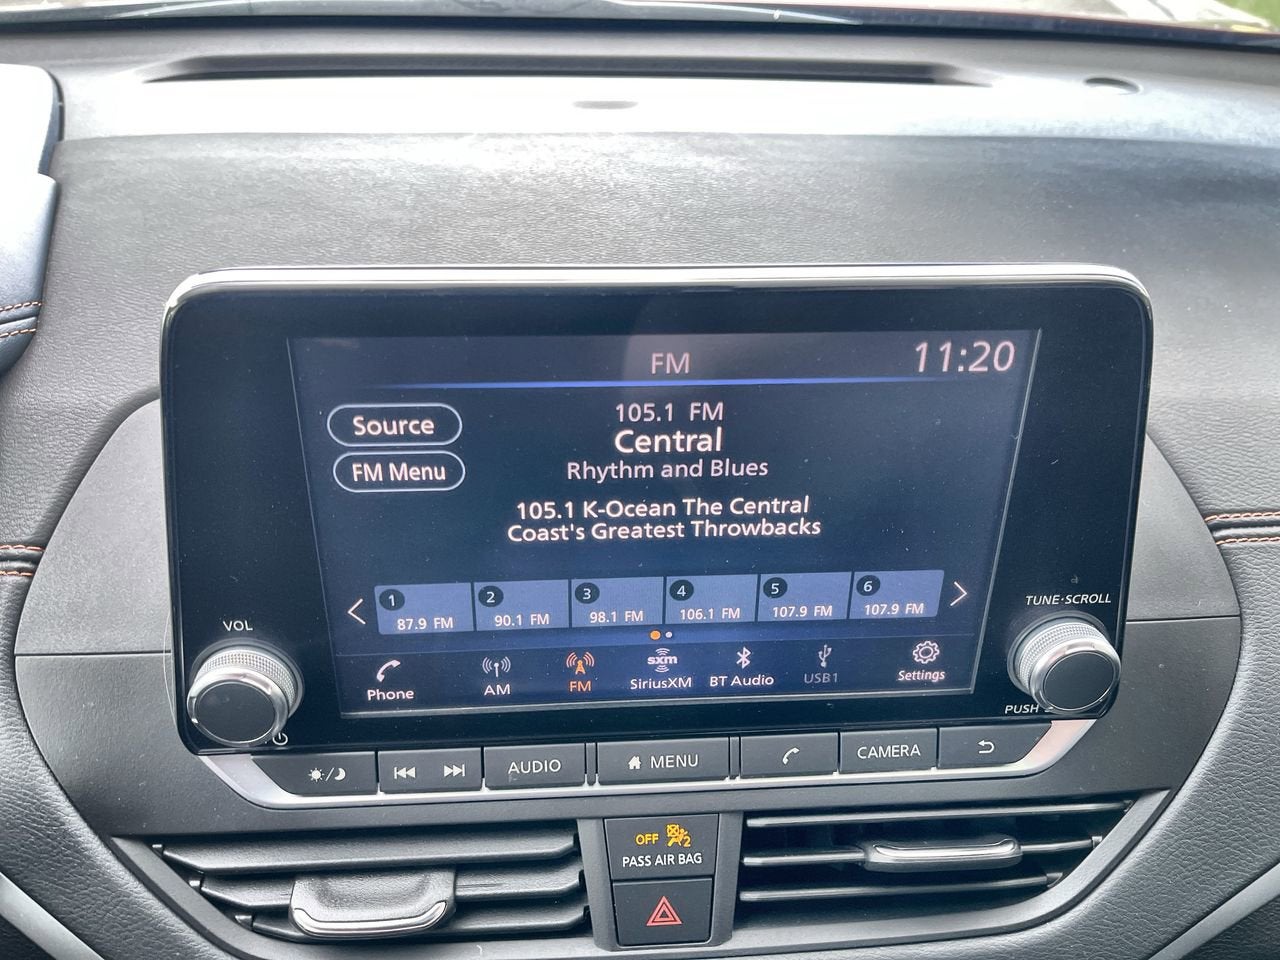 FM
11:20
Source
FM Menu
105.1 FM
Central
Rhythm and Blues
105.1 K-Ocean The Central
Coast's Greatest Throwbacks
1
87.9 FM
2
90.1 FM
3
98.1 FM
4
106.1 FM
5
107.9 FM
6
107.9 FM
Phone
AM
FM
sxm
SiriusXM
BT Audio
USB1
Settings
VOL
TUNE·SCROLL
PUSH
AUDIO
MENU
CAMERA
OFF 2
PASS AIR BAG